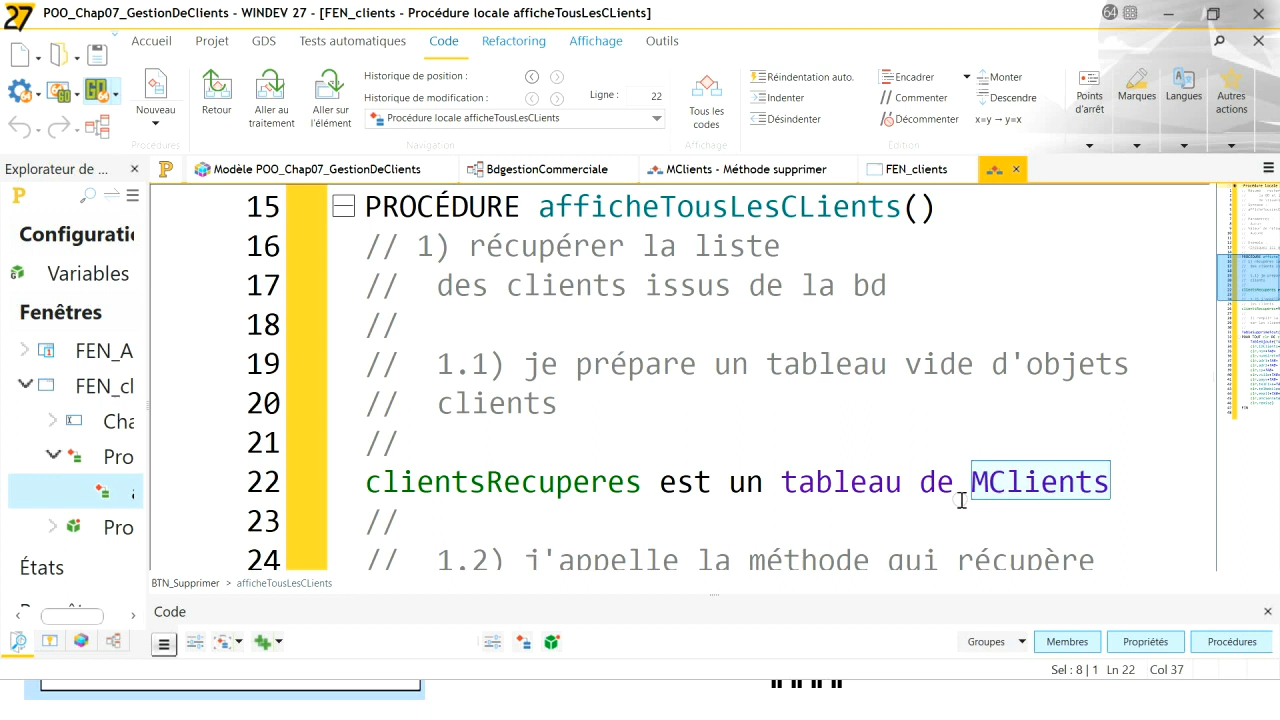 27 POO_Chap07_GestionDeClients - WINDEV 27 - [FEN_clients - Procédure locale afficheTousLesCLients]
64
Accueil Projet GDS Tests automatiques Code Refactoring Affichage Outils
GO
Nouveau
Procédures
Retour
Aller au traitement
Aller sur l'élément
Historique de position :
Historique de modification :
Ligne : 22
Procédure locale afficheTousLesCLients
Navigation
Tous les codes
Affichage
Réindentation auto.
Indenter
Désindenter
Encadrer
// Commenter
Décommenter
Monter
Descendre
x=y → y=x
Edition
Points d'arrêt
Marques
Langues
Autres actions
Explorateur de ...
Modèle POO_Chap07_GestionDeClients BdgestionCommerciale MClients - Méthode supprimer FEN_clients
Configurati
Variables
Fenêtres
FEN_A
FEN_cl
Cha
Pro
Pro
États
15 PROCÉDURE afficheTousLesCLients()
16 // 1) récupérer la liste
17 // des clients issus de la bd
18 //
19 // 1.1) je prépare un tableau vide d'objets
20 // clients
21 //
22 clientsRecuperes est un tableau de MClients
23 //
24 // 1.2) j'appelle la méthode qui récupère
BTN_Supprimer > afficheTousLesCLients
Code
Groupes Membres Propriétés Procédures
Sel : 8 | 1 Ln 22 Col 37